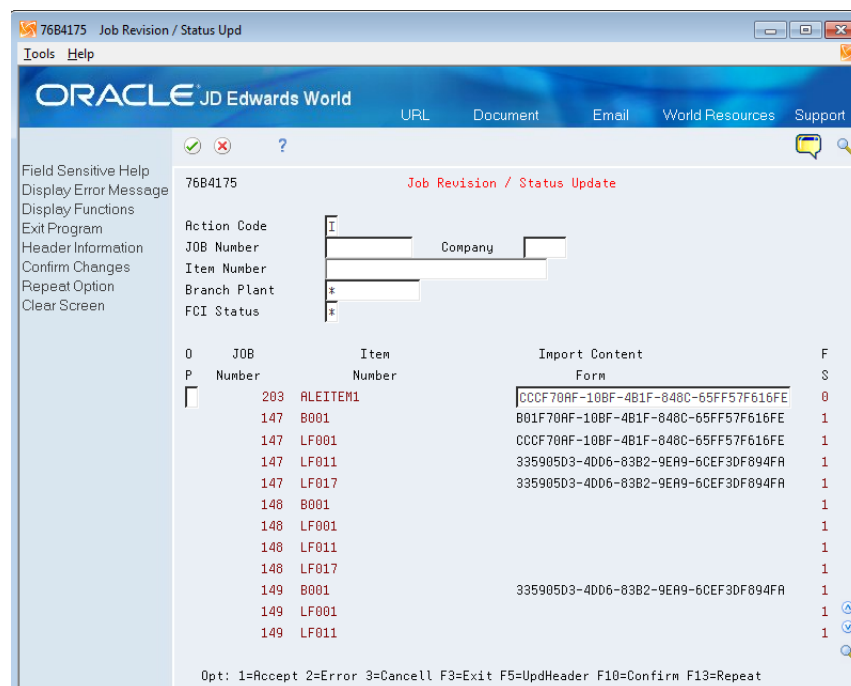 76B4175 Job Revision / Status Upd
Tools Help
ORACLE JD Edwards World
URL Document Email World Resources Support
?
Field Sensitive Help
Display Error Message
Display Functions
Exit Program
Header Information
Confirm Changes
Repeat Option
Clear Screen
76B4175 Job Revision / Status Update
Action Code I
JOB Number Company
Item Number
Branch Plant *
FCI Status *
O JOB Item Import Content F
P Number Number Form S
203 ALEITEM1 CCCF70AF-10BF-4B1F-848C-65FF57F616FE 0
147 B001 B01F70AF-10BF-4B1F-848C-65FF57F616FE 1
147 LF001 CCCF70AF-10BF-4B1F-848C-65FF57F616FE 1
147 LF011 335905D3-4DD6-83B2-9EA9-6CEF3DF894FA 1
147 LF017 335905D3-4DD6-83B2-9EA9-6CEF3DF894FA 1
148 B001 1
148 LF001 1
148 LF011 1
148 LF017 1
149 B001 335905D3-4DD6-83B2-9EA9-6CEF3DF894FA 1
149 LF001 1
149 LF011 1
Opt: 1=Accept 2=Error 3=Cancell F3=Exit F5=UpdHeader F10=Confirm F13=Repeat